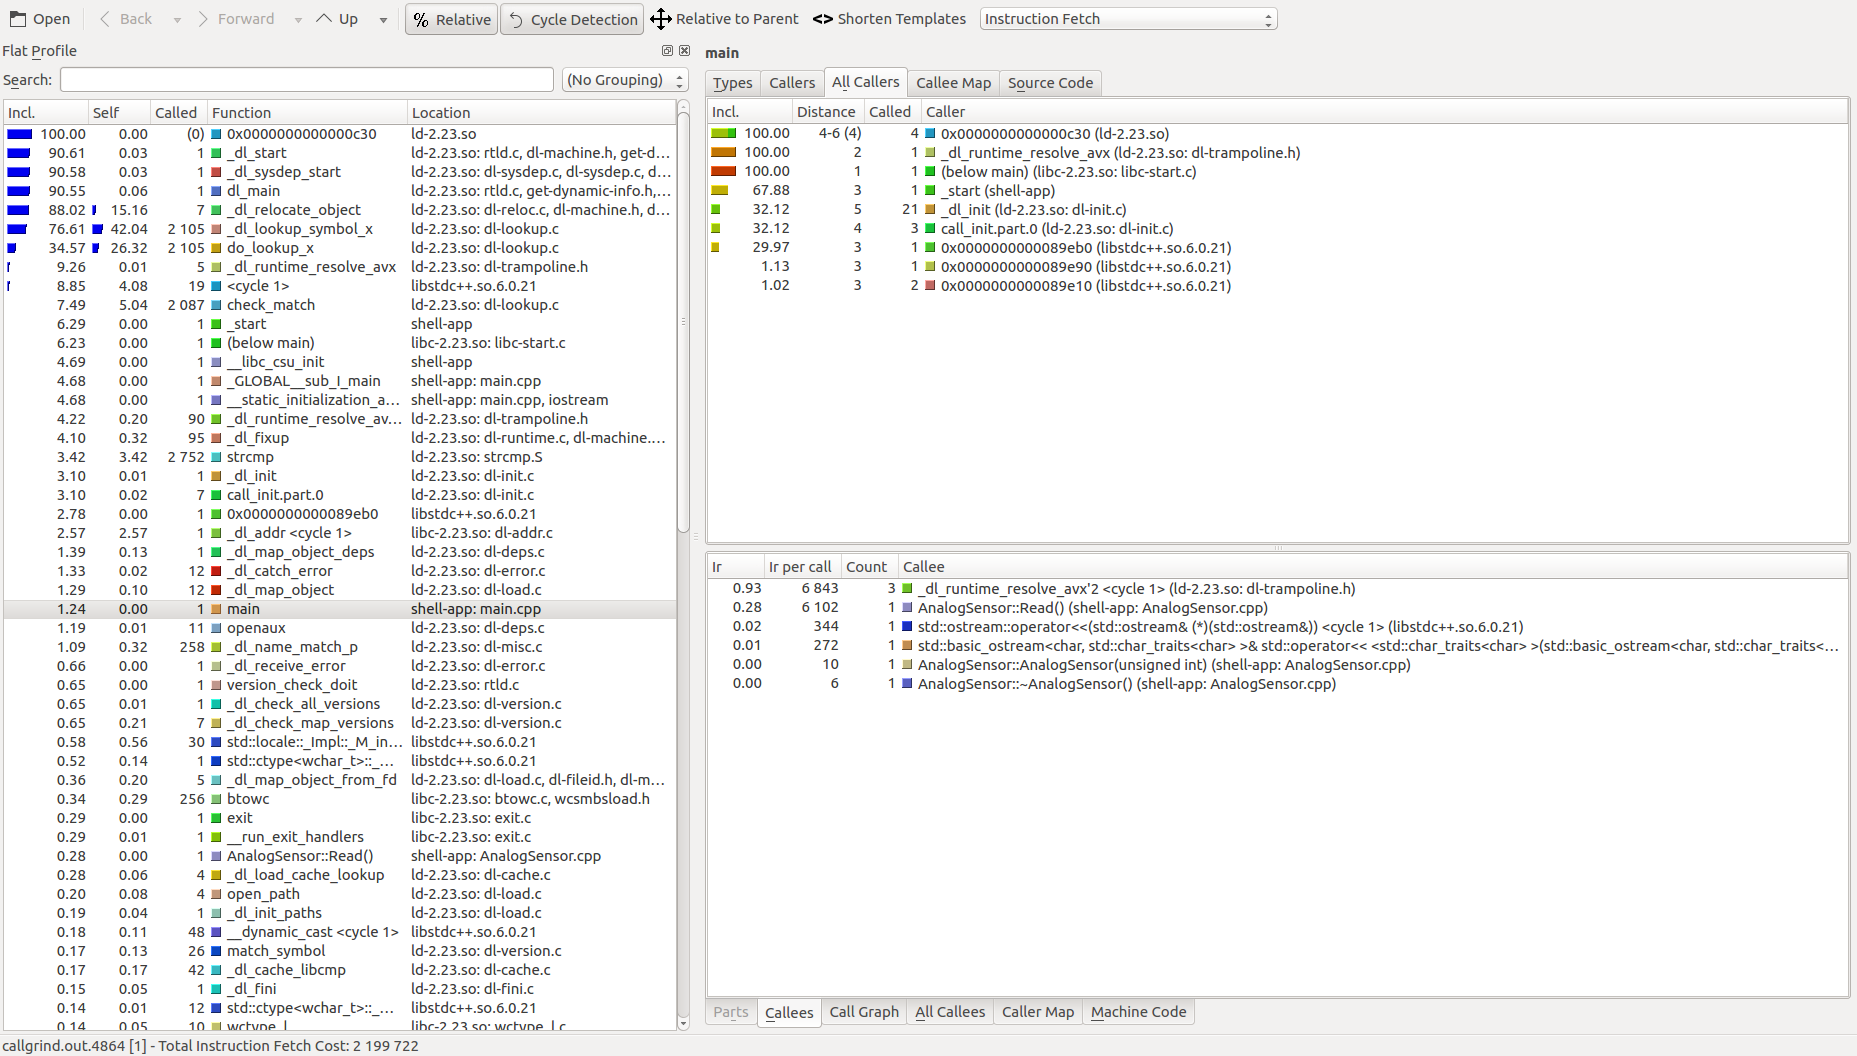 Open Back Forward Up % Relative Cycle Detection Relative to Parent <> Shorten Templates Instruction Fetch
Flat Profile
Search: (No Grouping)
Incl. Self Called Function Location
100.00 0.00 (0) 0x0000000000000c30 ld-2.23.so
90.61 0.03 1 _dl_start ld-2.23.so: rtld.c, dl-machine.h, get-d...
90.58 0.03 1 _dl_sysdep_start ld-2.23.so: dl-sysdep.c, dl-sysdep.c, d...
90.55 0.06 1 dl_main ld-2.23.so: rtld.c, get-dynamic-info.h,...
88.02 15.16 7 _dl_relocate_object ld-2.23.so: dl-reloc.c, dl-machine.h, d...
76.61 42.04 2 105 _dl_lookup_symbol_x ld-2.23.so: dl-lookup.c
34.57 26.32 2 105 do_lookup_x ld-2.23.so: dl-lookup.c
9.26 0.01 5 _dl_runtime_resolve_avx ld-2.23.so: dl-trampoline.h
8.85 4.08 19 <cycle 1> libstdc++.so.6.0.21
7.49 5.04 2 087 check_match ld-2.23.so: dl-lookup.c
6.29 0.00 1 _start shell-app
6.23 0.00 1 (below main) libc-2.23.so: libc-start.c
4.69 0.00 1 __libc_csu_init shell-app
4.68 0.00 1 _GLOBAL__sub_I_main shell-app: main.cpp
4.68 0.00 1 __static_initialization_a... shell-app: main.cpp, iostream
4.22 0.20 90 _dl_runtime_resolve_av... ld-2.23.so: dl-trampoline.h
4.10 0.32 95 _dl_fixup ld-2.23.so: dl-runtime.c, dl-machine....
3.42 3.42 2 752 strcmp ld-2.23.so: strcmp.S
3.10 0.01 1 _dl_init ld-2.23.so: dl-init.c
3.10 0.02 7 call_init.part.0 ld-2.23.so: dl-init.c
2.78 0.00 1 0x0000000000089eb0 libstdc++.so.6.0.21
2.57 2.57 1 _dl_addr <cycle 1> libc-2.23.so: dl-addr.c
1.39 0.13 1 _dl_map_object_deps ld-2.23.so: dl-deps.c
1.33 0.02 12 _dl_catch_error ld-2.23.so: dl-error.c
1.29 0.10 12 _dl_map_object ld-2.23.so: dl-load.c
1.24 0.00 1 main shell-app: main.cpp
1.19 0.01 11 openaux ld-2.23.so: dl-deps.c
1.09 0.32 258 _dl_name_match_p ld-2.23.so: dl-misc.c
0.66 0.00 1 _dl_receive_error ld-2.23.so: dl-error.c
0.65 0.00 1 version_check_doit ld-2.23.so: rtld.c
0.65 0.01 1 _dl_check_all_versions ld-2.23.so: dl-version.c
0.65 0.21 7 _dl_check_map_versions ld-2.23.so: dl-version.c
0.58 0.56 30 std::locale::_Impl::_M_in... libstdc++.so.6.0.21
0.52 0.14 1 std::ctype<wchar_t>::_... libstdc++.so.6.0.21
0.36 0.20 5 _dl_map_object_from_fd ld-2.23.so: dl-load.c, dl-fileid.h, dl-m...
0.34 0.29 256 btowc libc-2.23.so: btowc.c, wcsmbsload.h
0.29 0.00 1 exit libc-2.23.so: exit.c
0.29 0.01 1 __run_exit_handlers libc-2.23.so: exit.c
0.28 0.00 1 AnalogSensor::Read() shell-app: AnalogSensor.cpp
0.28 0.06 4 _dl_load_cache_lookup ld-2.23.so: dl-cache.c
0.20 0.08 4 open_path ld-2.23.so: dl-load.c
0.19 0.04 1 _dl_init_paths ld-2.23.so: dl-load.c
0.18 0.11 48 __dynamic_cast <cycle 1> libstdc++.so.6.0.21
0.17 0.13 26 match_symbol ld-2.23.so: dl-version.c
0.17 0.17 42 _dl_cache_libcmp ld-2.23.so: dl-cache.c
0.15 0.05 1 _dl_fini ld-2.23.so: dl-fini.c
0.14 0.01 12 std::ctype<wchar_t>::_... libstdc++.so.6.0.21
0.14 0.05 10 wctype_l libc-2.23.so: wctype_l.c
main
Types Callers All Callers Callee Map Source Code
Incl. Distance Called Caller
100.00 4-6 (4) 4 0x0000000000000c30 (ld-2.23.so)
100.00 2 1 _dl_runtime_resolve_avx (ld-2.23.so: dl-trampoline.h)
100.00 1 1 (below main) (libc-2.23.so: libc-start.c)
67.88 3 1 _start (shell-app)
32.12 5 21 _dl_init (ld-2.23.so: dl-init.c)
32.12 4 3 call_init.part.0 (ld-2.23.so: dl-init.c)
29.97 3 1 0x0000000000089eb0 (libstdc++.so.6.0.21)
1.13 3 1 0x0000000000089e90 (libstdc++.so.6.0.21)
1.02 3 2 0x0000000000089e10 (libstdc++.so.6.0.21)
Ir Ir per call Count Callee
0.93 6 843 3 _dl_runtime_resolve_avx'2 <cycle 1> (ld-2.23.so: dl-trampoline.h)
0.28 6 102 1 AnalogSensor::Read() (shell-app: AnalogSensor.cpp)
0.02 344 1 std::ostream::operator<<(std::ostream& (*)(std::ostream&)) <cycle 1> (libstdc++.so.6.0.21)
0.01 272 1 std::basic_ostream<char, std::char_traits<char> >& std::operator<< <std::char_traits<char> >(std::basic_ostream<char, std::char_traits<...
0.00 10 1 AnalogSensor::AnalogSensor(unsigned int) (shell-app: AnalogSensor.cpp)
0.00 6 1 AnalogSensor::~AnalogSensor() (shell-app: AnalogSensor.cpp)
Parts Callees Call Graph All Callees Caller Map Machine Code
callgrind.out.4864 [1] - Total Instruction Fetch Cost: 2 199 722